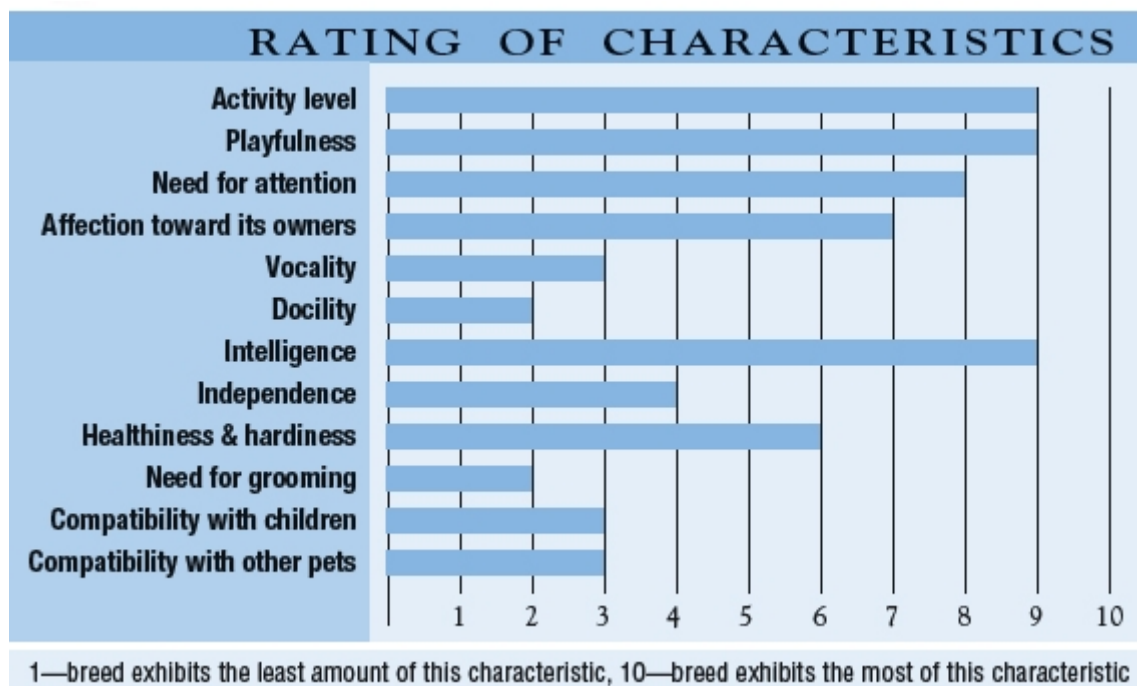 RATING OF CHARACTERISTICS
Activity level
Playfulness
Need for attention
Affection toward its owners
Vocality
Docility
Intelligence
Independence
Healthiness & hardiness
Need for grooming
Compatibility with children
Compatibility with other pets
1 2 3 4 5 6 7 8 9 10
1—breed exhibits the least amount of this characteristic, 10—breed exhibits the most of this characteristic